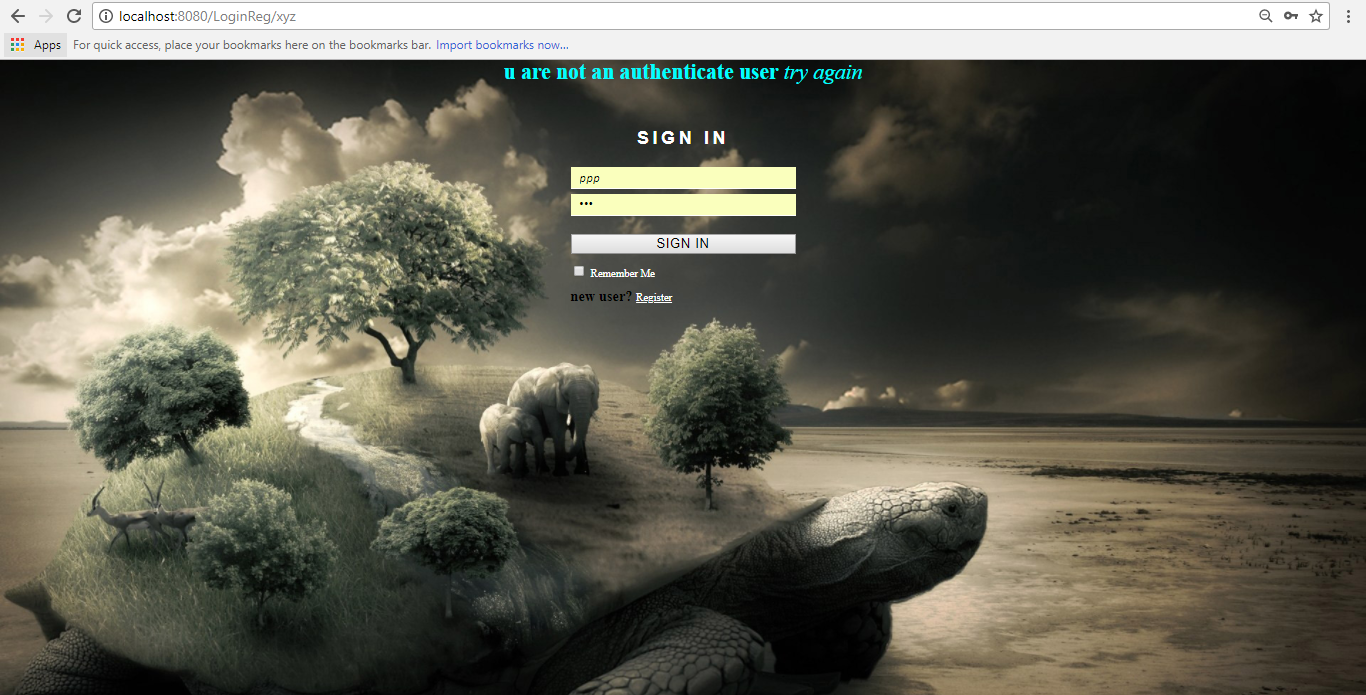 localhost:8080/LoginReg/xyz
Apps For quick access, place your bookmarks here on the bookmarks bar. Import bookmarks now...
u are not an authenticate user try again
SIGN IN
ppp
•••
SIGN IN
Remember Me
new user? Register